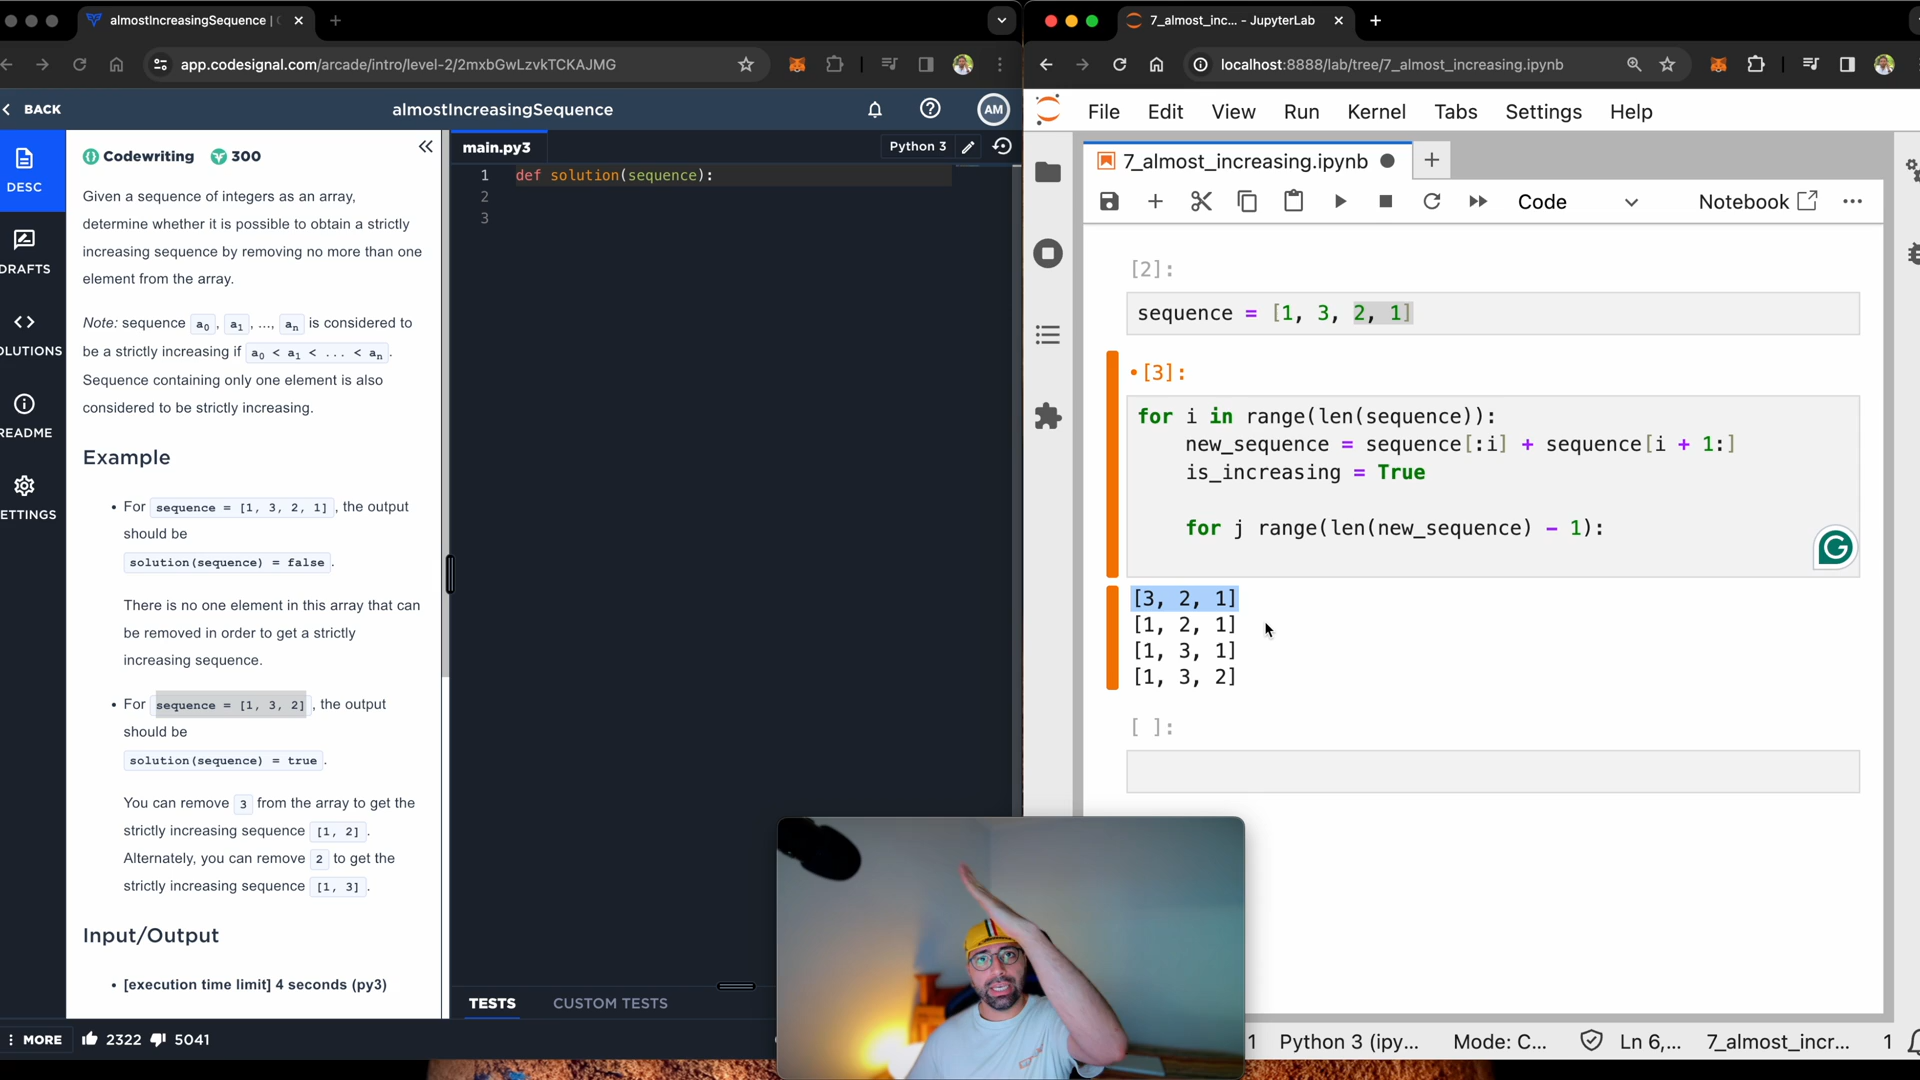 almostIncreasingSequence |
app.codesignal.com/arcade/intro/level-2/2mxbGwLzvkTCKAJMG
BACK
almostIncreasingSequence
AM
DESC
DRAFTS
OLUTIONS
README
ETTINGS
Codewriting 300
Given a sequence of integers as an array,
determine whether it is possible to obtain a strictly
increasing sequence by removing no more than one
element from the array.
Note: sequence a0, a1, ..., an is considered to
be a strictly increasing if a0 < a1 < ... < an.
Sequence containing only one element is also
considered to be strictly increasing.
Example
• For sequence = [1, 3, 2, 1], the output
should be
solution(sequence) = false.
There is no one element in this array that can
be removed in order to get a strictly
increasing sequence.
• For sequence = [1, 3, 2], the output
should be
solution(sequence) = true.
You can remove 3 from the array to get the
strictly increasing sequence [1, 2].
Alternately, you can remove 2 to get the
strictly increasing sequence [1, 3].
Input/Output
• [execution time limit] 4 seconds (py3)
MORE 2322 5041
main.py3
Python 3
1 def solution(sequence):
2
3
TESTS CUSTOM TESTS
7_almost_inc... - JupyterLab
localhost:8888/lab/tree/7_almost_increasing.ipynb
File Edit View Run Kernel Tabs Settings Help
7_almost_increasing.ipynb
Code Notebook
[2]:
sequence = [1, 3, 2, 1]
•[3]:
for i in range(len(sequence)):
new_sequence = sequence[:i] + sequence[i + 1:]
is_increasing = True
for j range(len(new_sequence) - 1):
G
[3, 2, 1]
[1, 2, 1]
[1, 3, 1]
[1, 3, 2]
[ ]:
1 Python 3 (ipy... Mode: C... Ln 6,... 7_almost_incr... 1